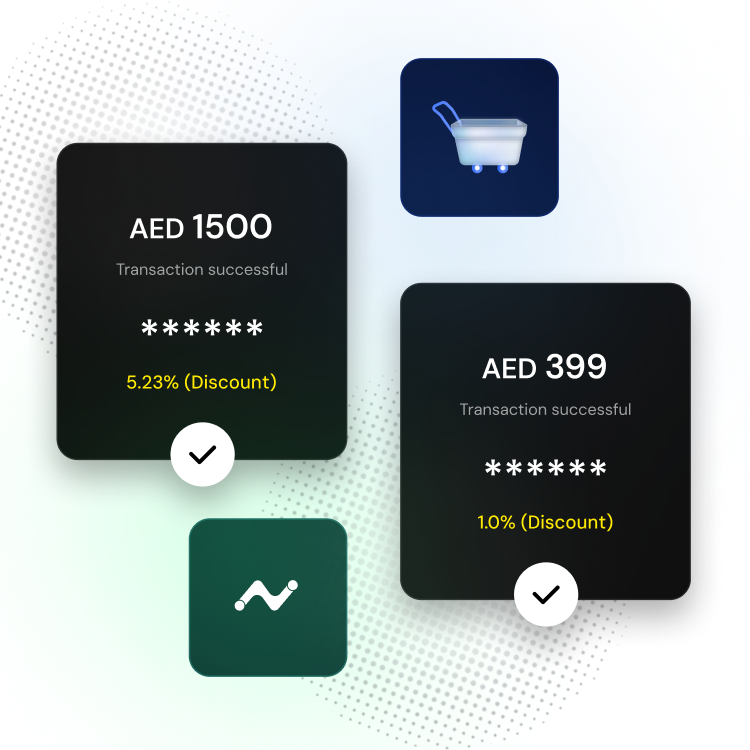 AED 1500
Transaction successful
******
5.23% (Discount)
AED 399
Transaction successful
******
1.0% (Discount)